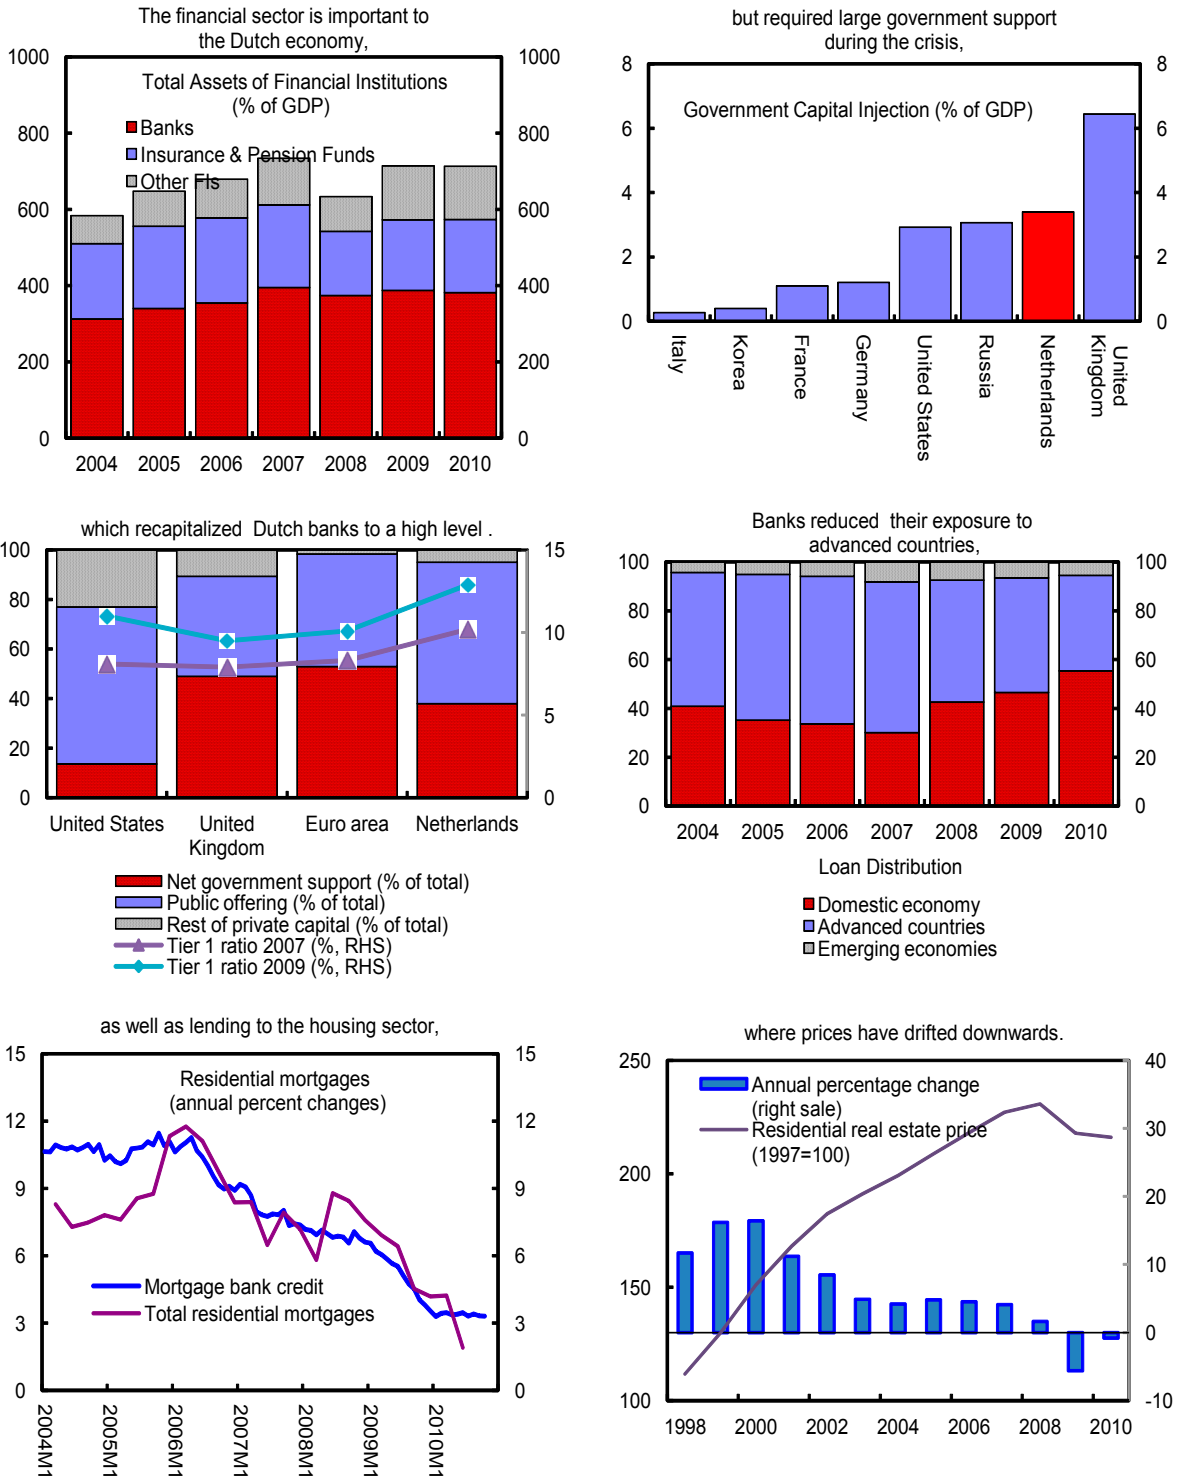 The financial sector is important to
the Dutch economy,
1000
800
600
400
200
0
1000
800
600
400
200
0
Total Assets of Financial Institutions
(% of GDP)
Banks
Insurance & Pension Funds
Other FIs
2004 2005 2006 2007 2008 2009 2010
but required large government support
during the crisis,
8
6
4
2
0
8
6
4
2
0
Government Capital Injection (% of GDP)
Italy
Korea
France
Germany
United States
Russia
Netherlands
United
Kingdom
which recapitalized Dutch banks to a high level .
100
80
60
40
20
0
15
10
5
0
United States
United
Kingdom
Euro area
Netherlands
Net government support (% of total)
Public offering (% of total)
Rest of private capital (% of total)
Tier 1 ratio 2007 (%, RHS)
Tier 1 ratio 2009 (%, RHS)
Banks reduced their exposure to
advanced countries,
100
80
60
40
20
0
100
80
60
40
20
0
2004 2005 2006 2007 2008 2009 2010
Loan Distribution
Domestic economy
Advanced countries
Emerging economies
as well as lending to the housing sector,
15
12
9
6
3
0
15
12
9
6
3
0
Residential mortgages
(annual percent changes)
Mortgage bank credit
Total residential mortgages
2004M1
2005M1
2006M1
2007M1
2008M1
2009M1
2010M1
where prices have drifted downwards.
250
200
150
100
40
30
20
10
0
-10
Annual percentage change
(right sale)
Residential real estate price
(1997=100)
1998 2000 2002 2004 2006 2008 2010